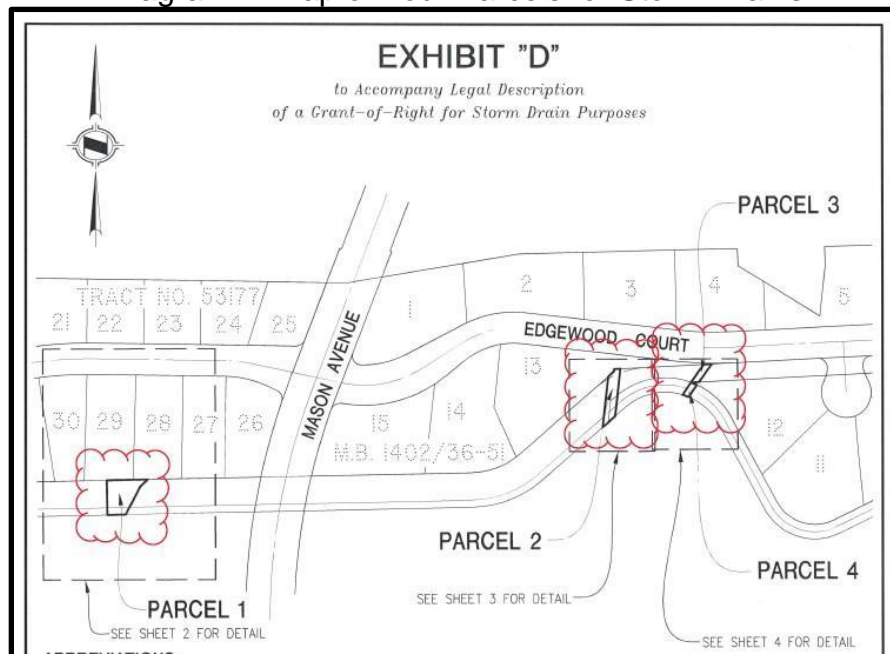 EXHIBIT "D"
to Accompany Legal Description
of a Grant-of-Right for Storm Drain Purposes
PARCEL 3
TRACT NO. 53177
21 22 23 24 25
1 2 3 4 5
MASON AVENUE
EDGEWOOD COURT
30 29 28 27 26
15 14 13 12 11
M.B. 1402/36-51
PARCEL 2
PARCEL 4
PARCEL 1
SEE SHEET 3 FOR DETAIL
SEE SHEET 2 FOR DETAIL
SEE SHEET 4 FOR DETAIL